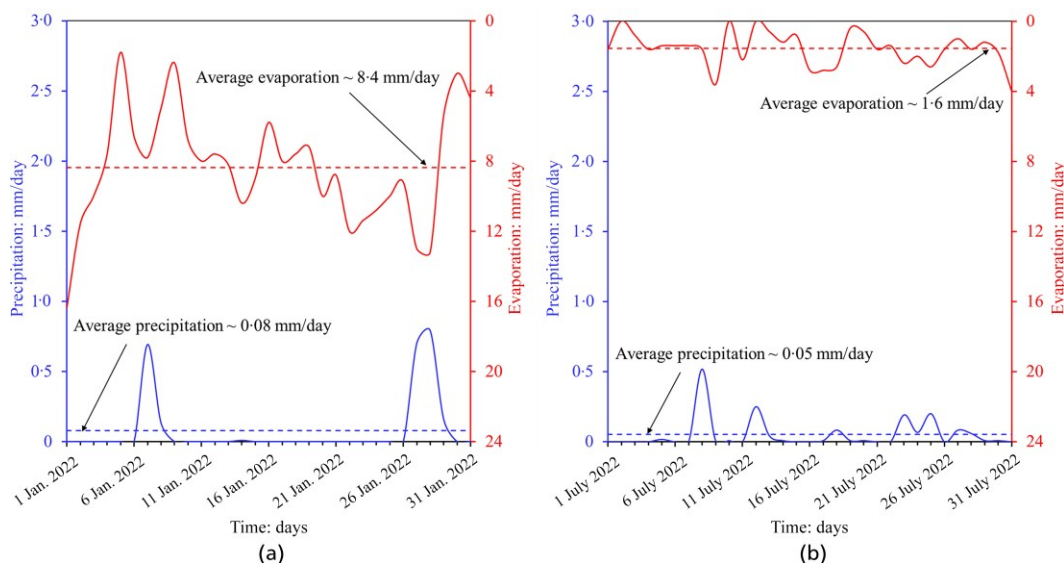 3·0
2·5
2·0
1·5
1·0
0·5
0
Precipitation: mm/day
0
4
8
12
16
20
24
Evaporation: mm/day
Average evaporation ~ 8·4 mm/day
Average precipitation ~ 0·08 mm/day
1 Jan. 2022
6 Jan. 2022
11 Jan. 2022
16 Jan. 2022
21 Jan. 2022
26 Jan. 2022
31 Jan. 2022
Time: days
(a)
3·0
2·5
2·0
1·5
1·0
0·5
0
Precipitation: mm/day
0
4
8
12
16
20
24
Evaporation: mm/day
Average evaporation ~ 1·6 mm/day
Average precipitation ~ 0·05 mm/day
1 July 2022
6 July 2022
11 July 2022
16 July 2022
21 July 2022
26 July 2022
31 July 2022
Time: days
(b)